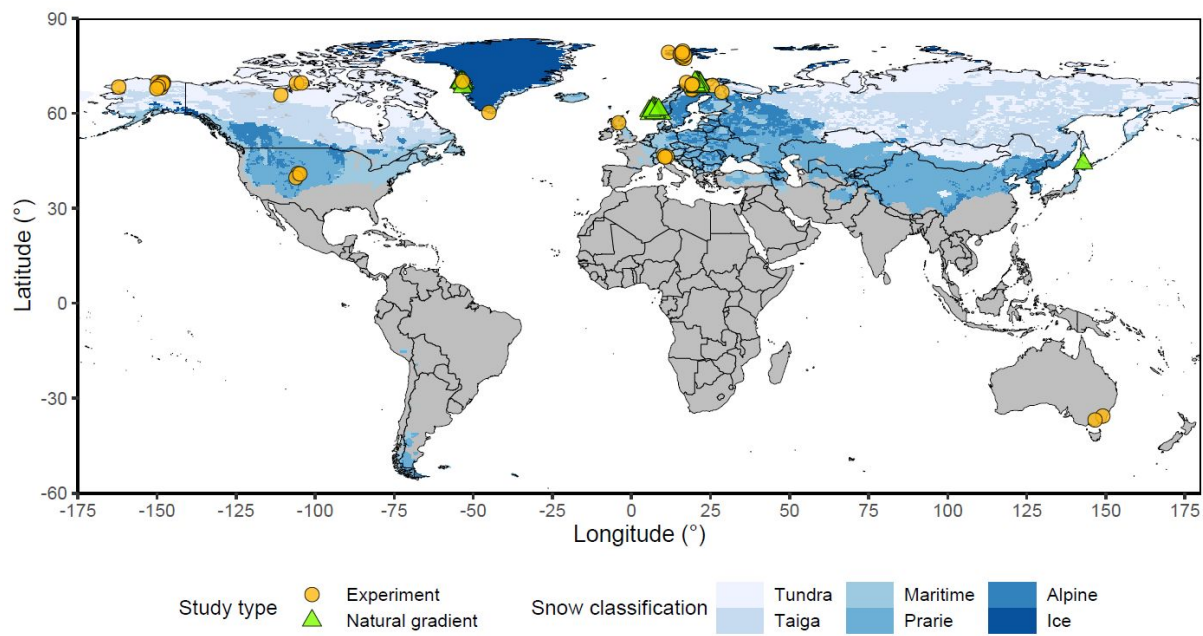 90
60
30
0
-30
-60
Latitude (°)
-175 -150 -125 -100 -75 -50 -25 0 25 50 75 100 125 150 175
Longitude (°)
Study type
Experiment
Natural gradient
Snow classification
Tundra Maritime Alpine
Taiga Prarie Ice